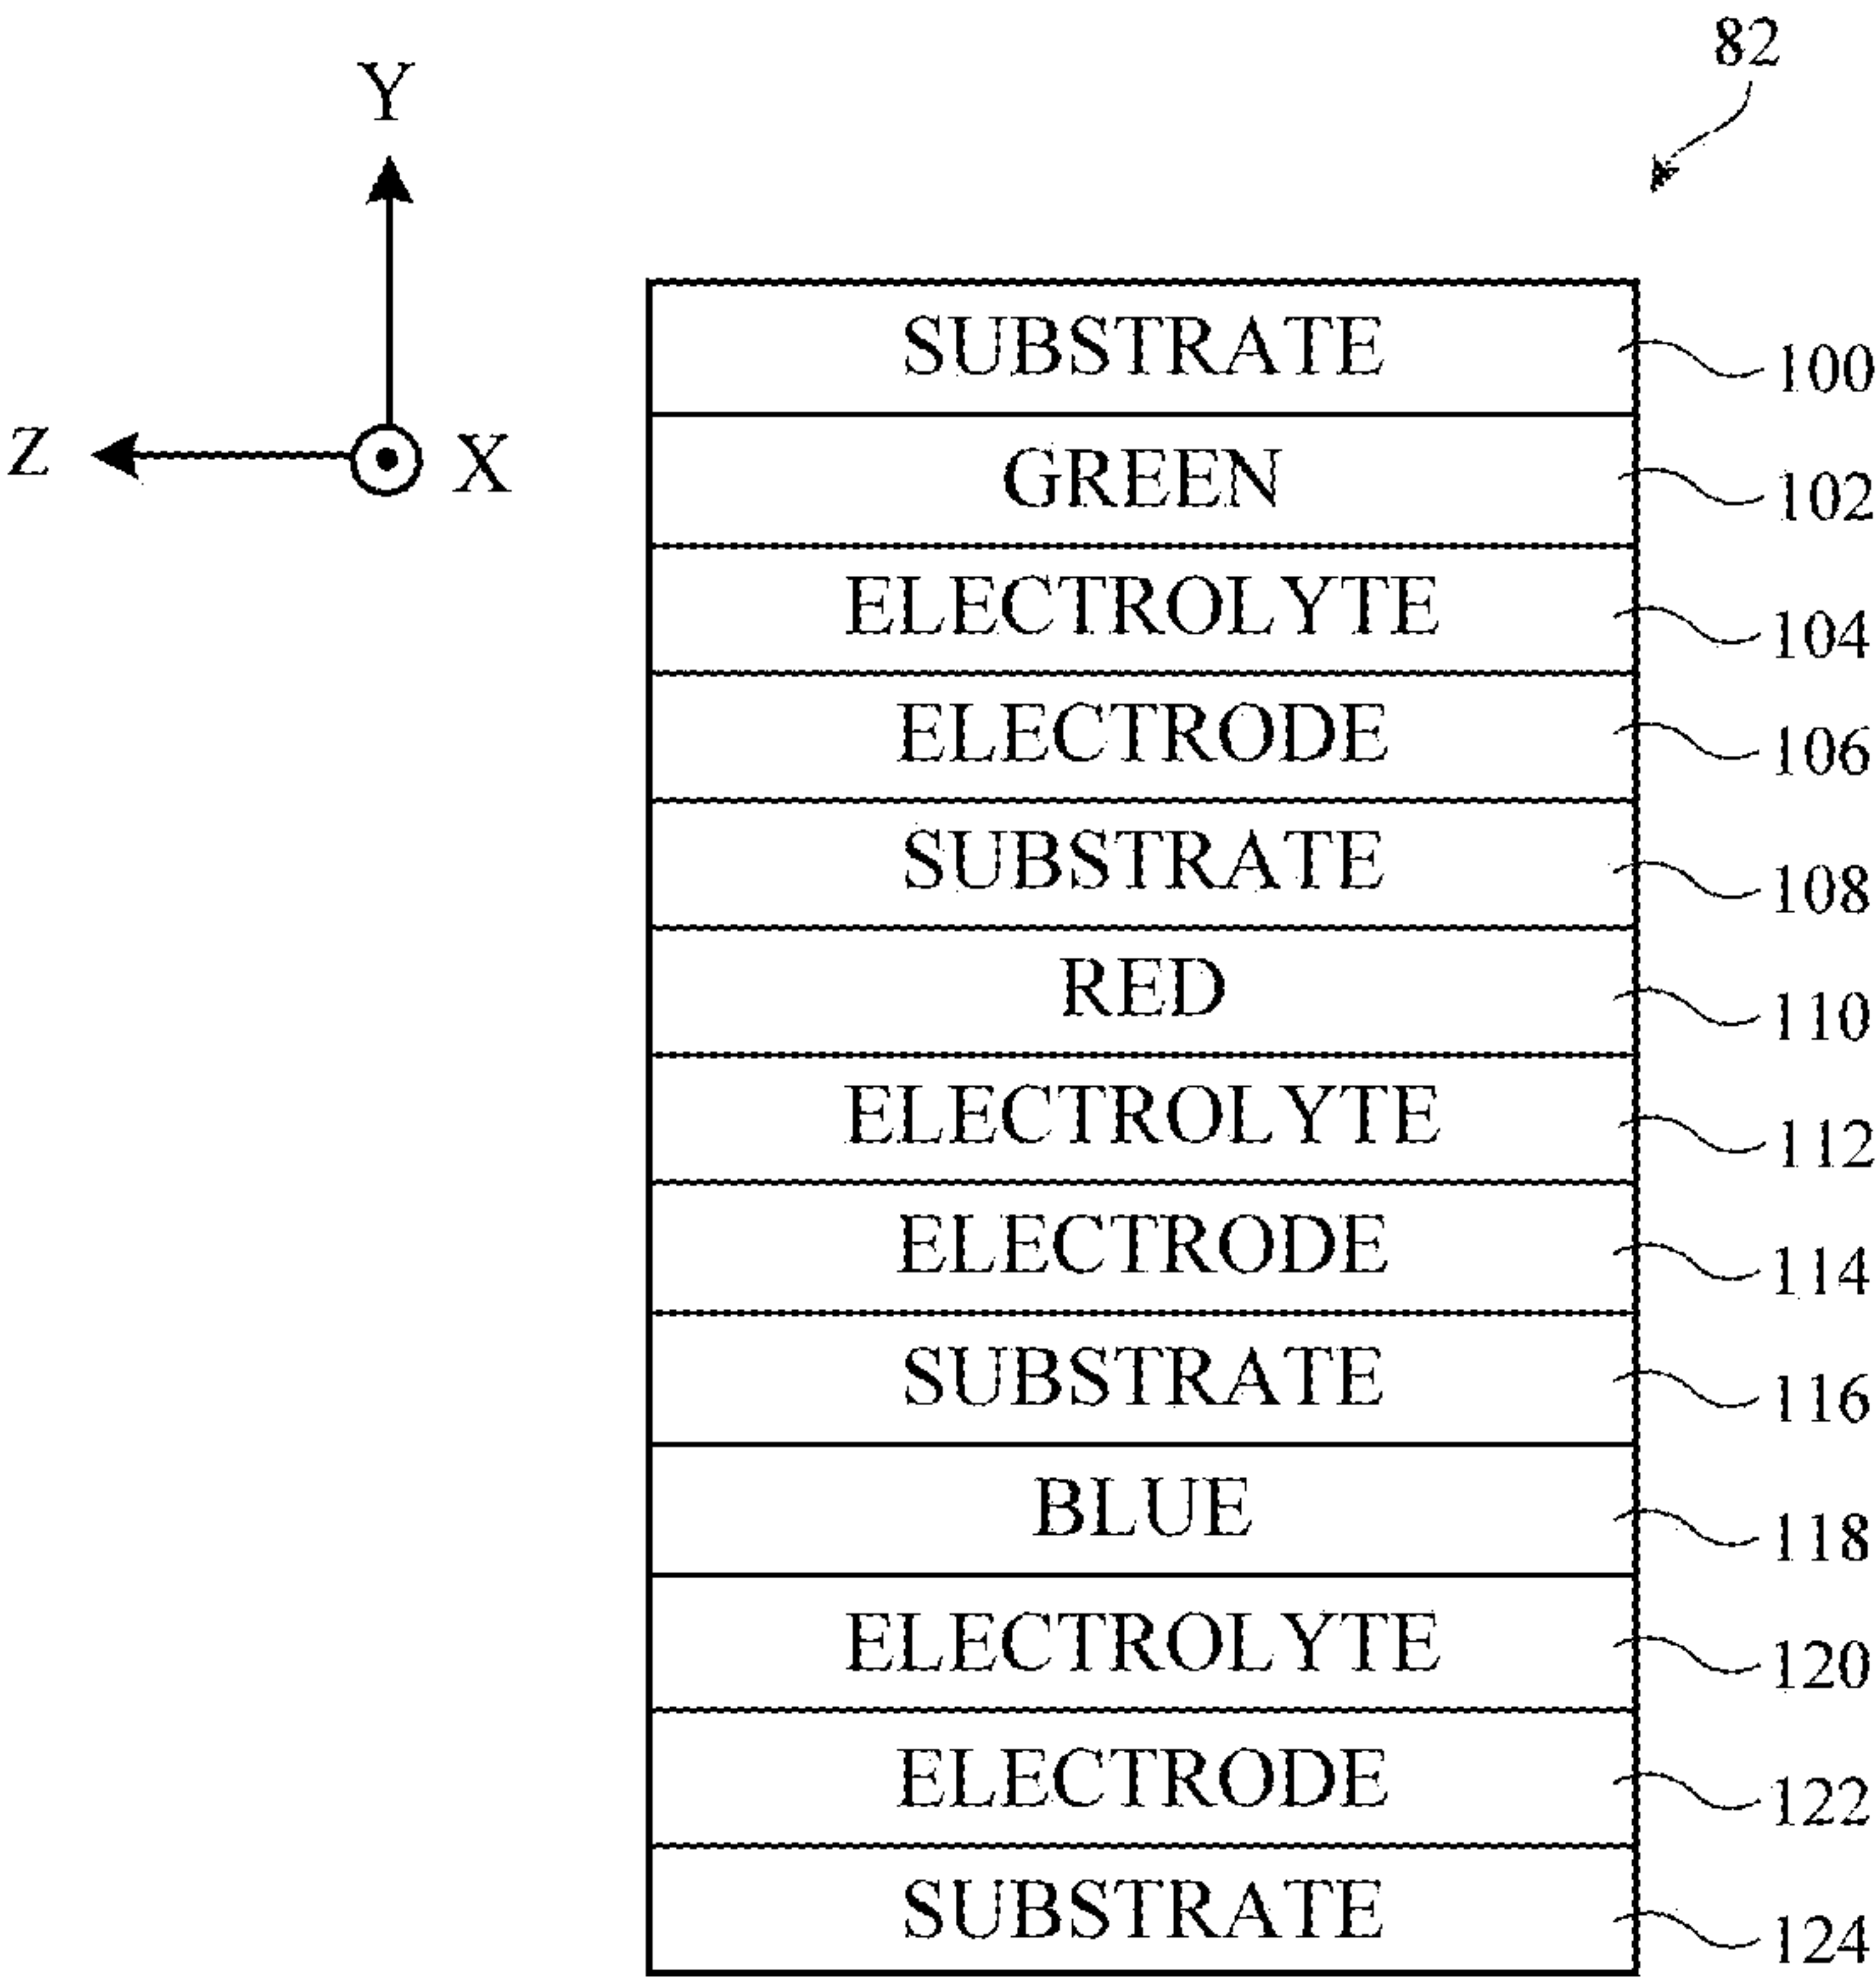 82
Y
Z X
SUBSTRATE 100
GREEN 102
ELECTROLYTE 104
ELECTRODE 106
SUBSTRATE 108
RED 110
ELECTROLYTE 112
ELECTRODE 114
SUBSTRATE 116
BLUE 118
ELECTROLYTE 120
ELECTRODE 122
SUBSTRATE 124